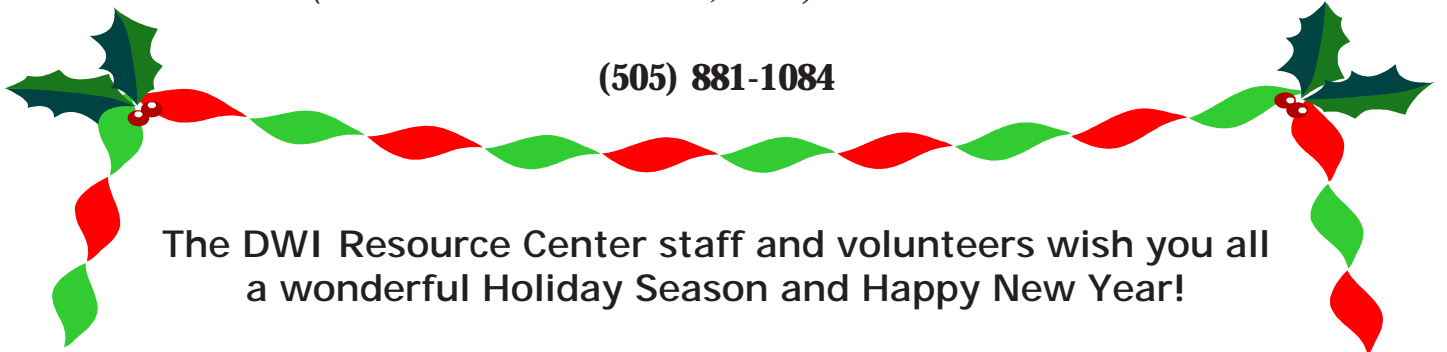 (505) 881-1084
The DWI Resource Center staff and volunteers wish you all
a wonderful Holiday Season and Happy New Year!